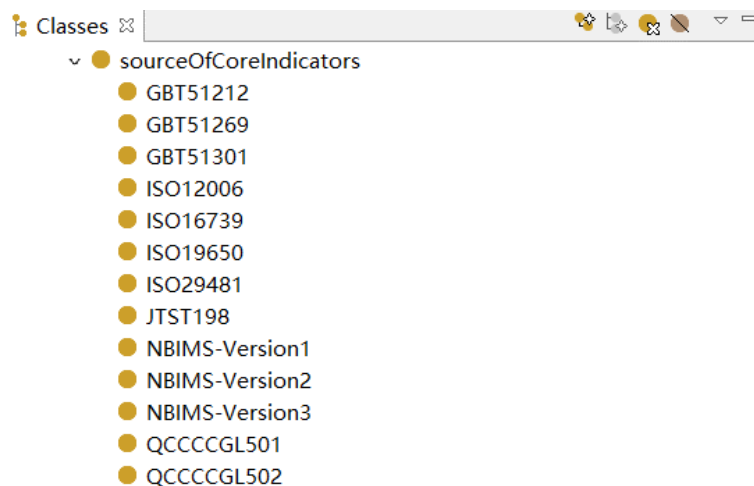 Classes
sourceOfCoreIndicators
GBT51212
GBT51269
GBT51301
ISO12006
ISO16739
ISO19650
ISO29481
JTST198
NBIMS-Version1
NBIMS-Version2
NBIMS-Version3
QCCCCGL501
QCCCCGL502